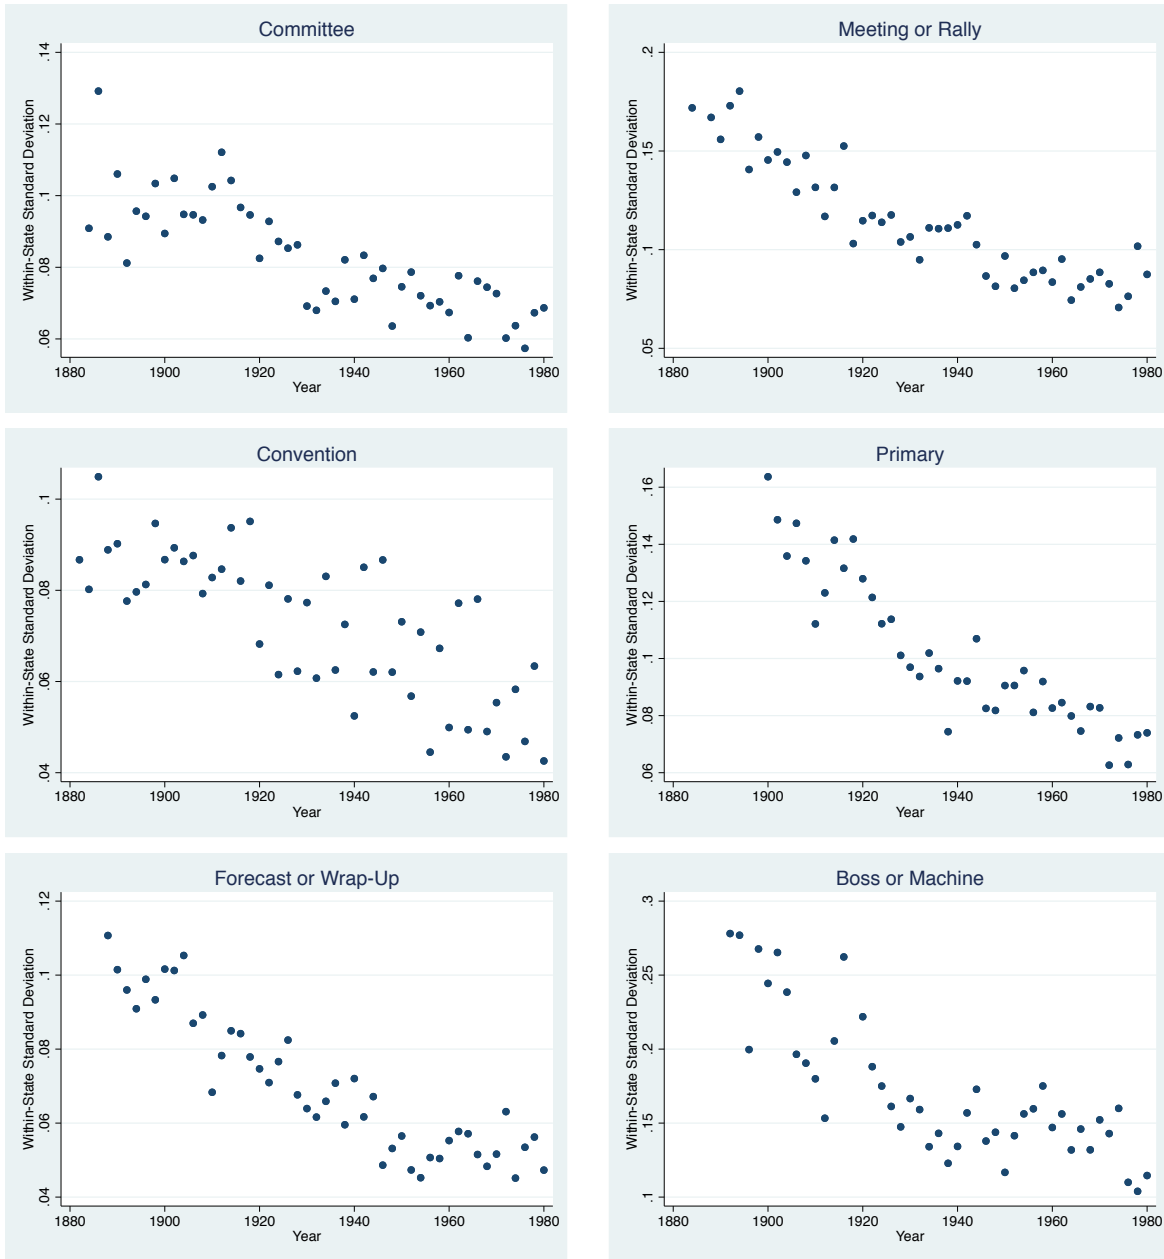 Committee
Within-State Standard Deviation
.14
.12
.1
.08
.06
1880 1900 1920 1940 1960 1980
Year
Meeting or Rally
Within-State Standard Deviation
.2
.15
.1
.05
1880 1900 1920 1940 1960 1980
Year
Convention
Within-State Standard Deviation
.1
.08
.06
.04
1880 1900 1920 1940 1960 1980
Year
Primary
Within-State Standard Deviation
.16
.14
.12
.1
.08
.06
1880 1900 1920 1940 1960 1980
Year
Forecast or Wrap-Up
Within-State Standard Deviation
.12
.1
.08
.06
.04
1880 1900 1920 1940 1960 1980
Year
Boss or Machine
Within-State Standard Deviation
.3
.25
.2
.15
.1
1880 1900 1920 1940 1960 1980
Year